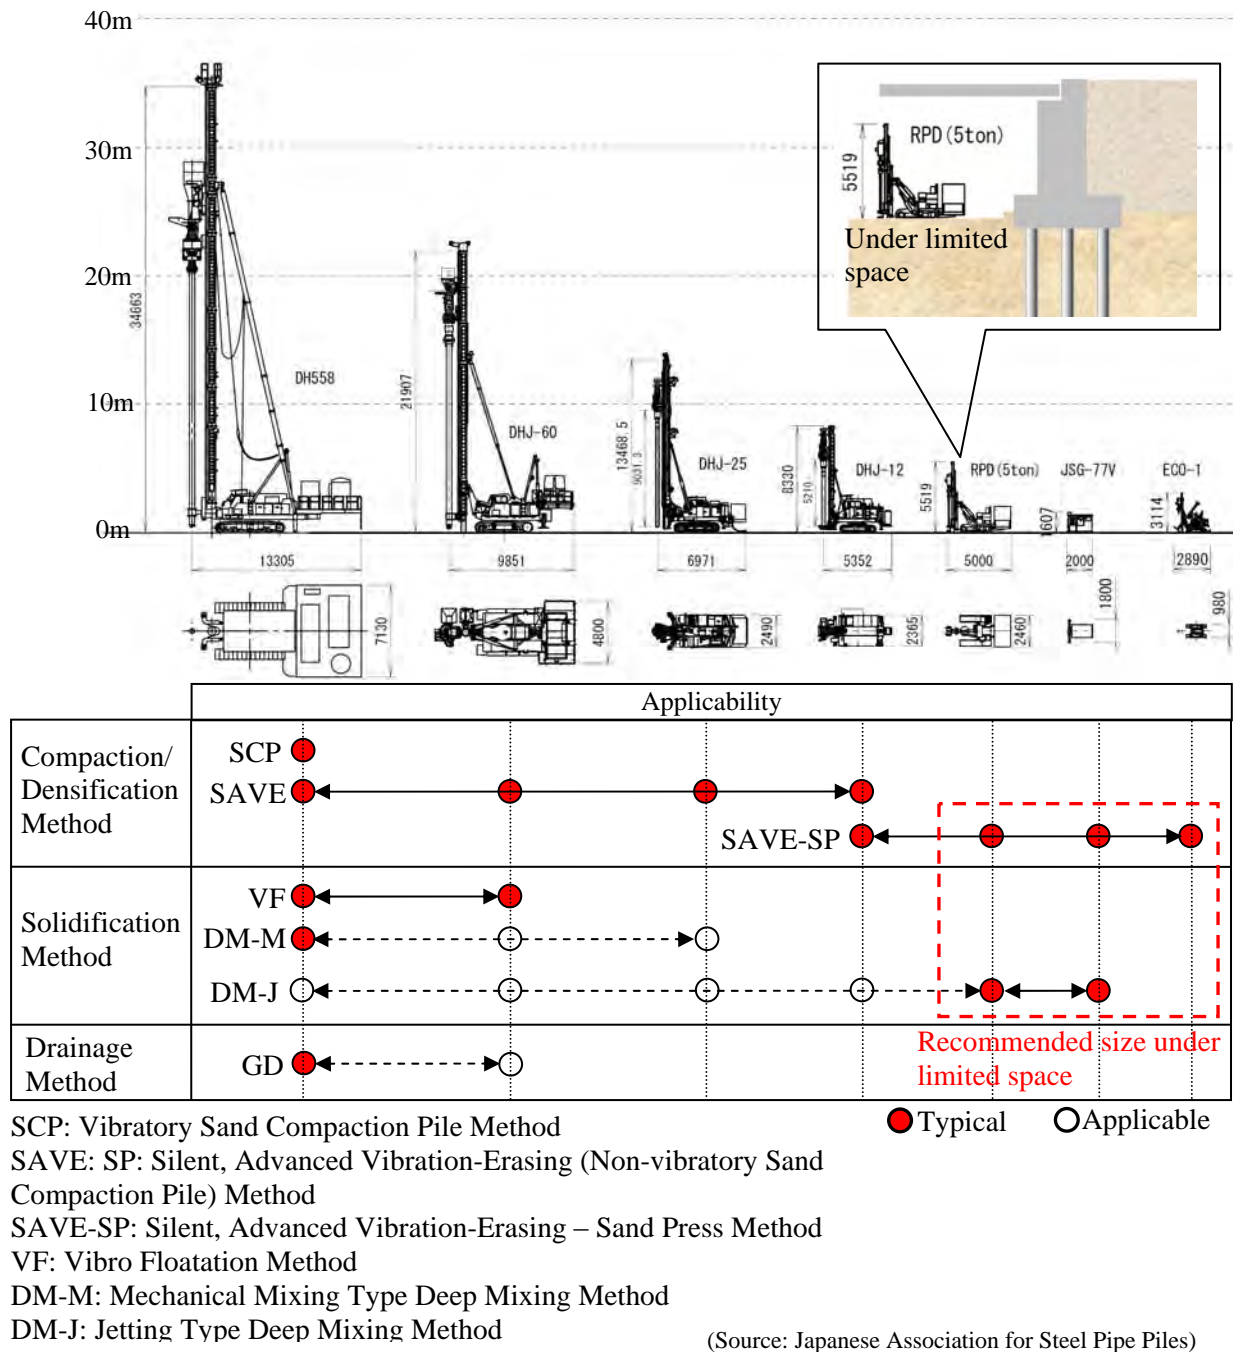 40m
30m
20m
10m
0m
34663
DH558
21907
DHJ-60
13468.5
9031.3
DHJ-25
8330
5210
DHJ-12
5519
RPD(5ton)
1607
JSG-77V
3114
ECO-1
5519
RPD(5ton)
Under limited
space
13305
9851
6971
5352
5000
2000
2890
7130
4800
2490
2365
2460
1800
980
Applicability
Compaction/
Densification
Method
SCP
SAVE
SAVE-SP
Solidification
Method
VF
DM-M
DM-J
Drainage
Method
GD
Recommended size under
limited space
Typical
Applicable
SCP: Vibratory Sand Compaction Pile Method
SAVE: SP: Silent, Advanced Vibration-Erasing (Non-vibratory Sand
Compaction Pile) Method
SAVE-SP: Silent, Advanced Vibration-Erasing – Sand Press Method
VF: Vibro Floatation Method
DM-M: Mechanical Mixing Type Deep Mixing Method
DM-J: Jetting Type Deep Mixing Method
(Source: Japanese Association for Steel Pipe Piles)